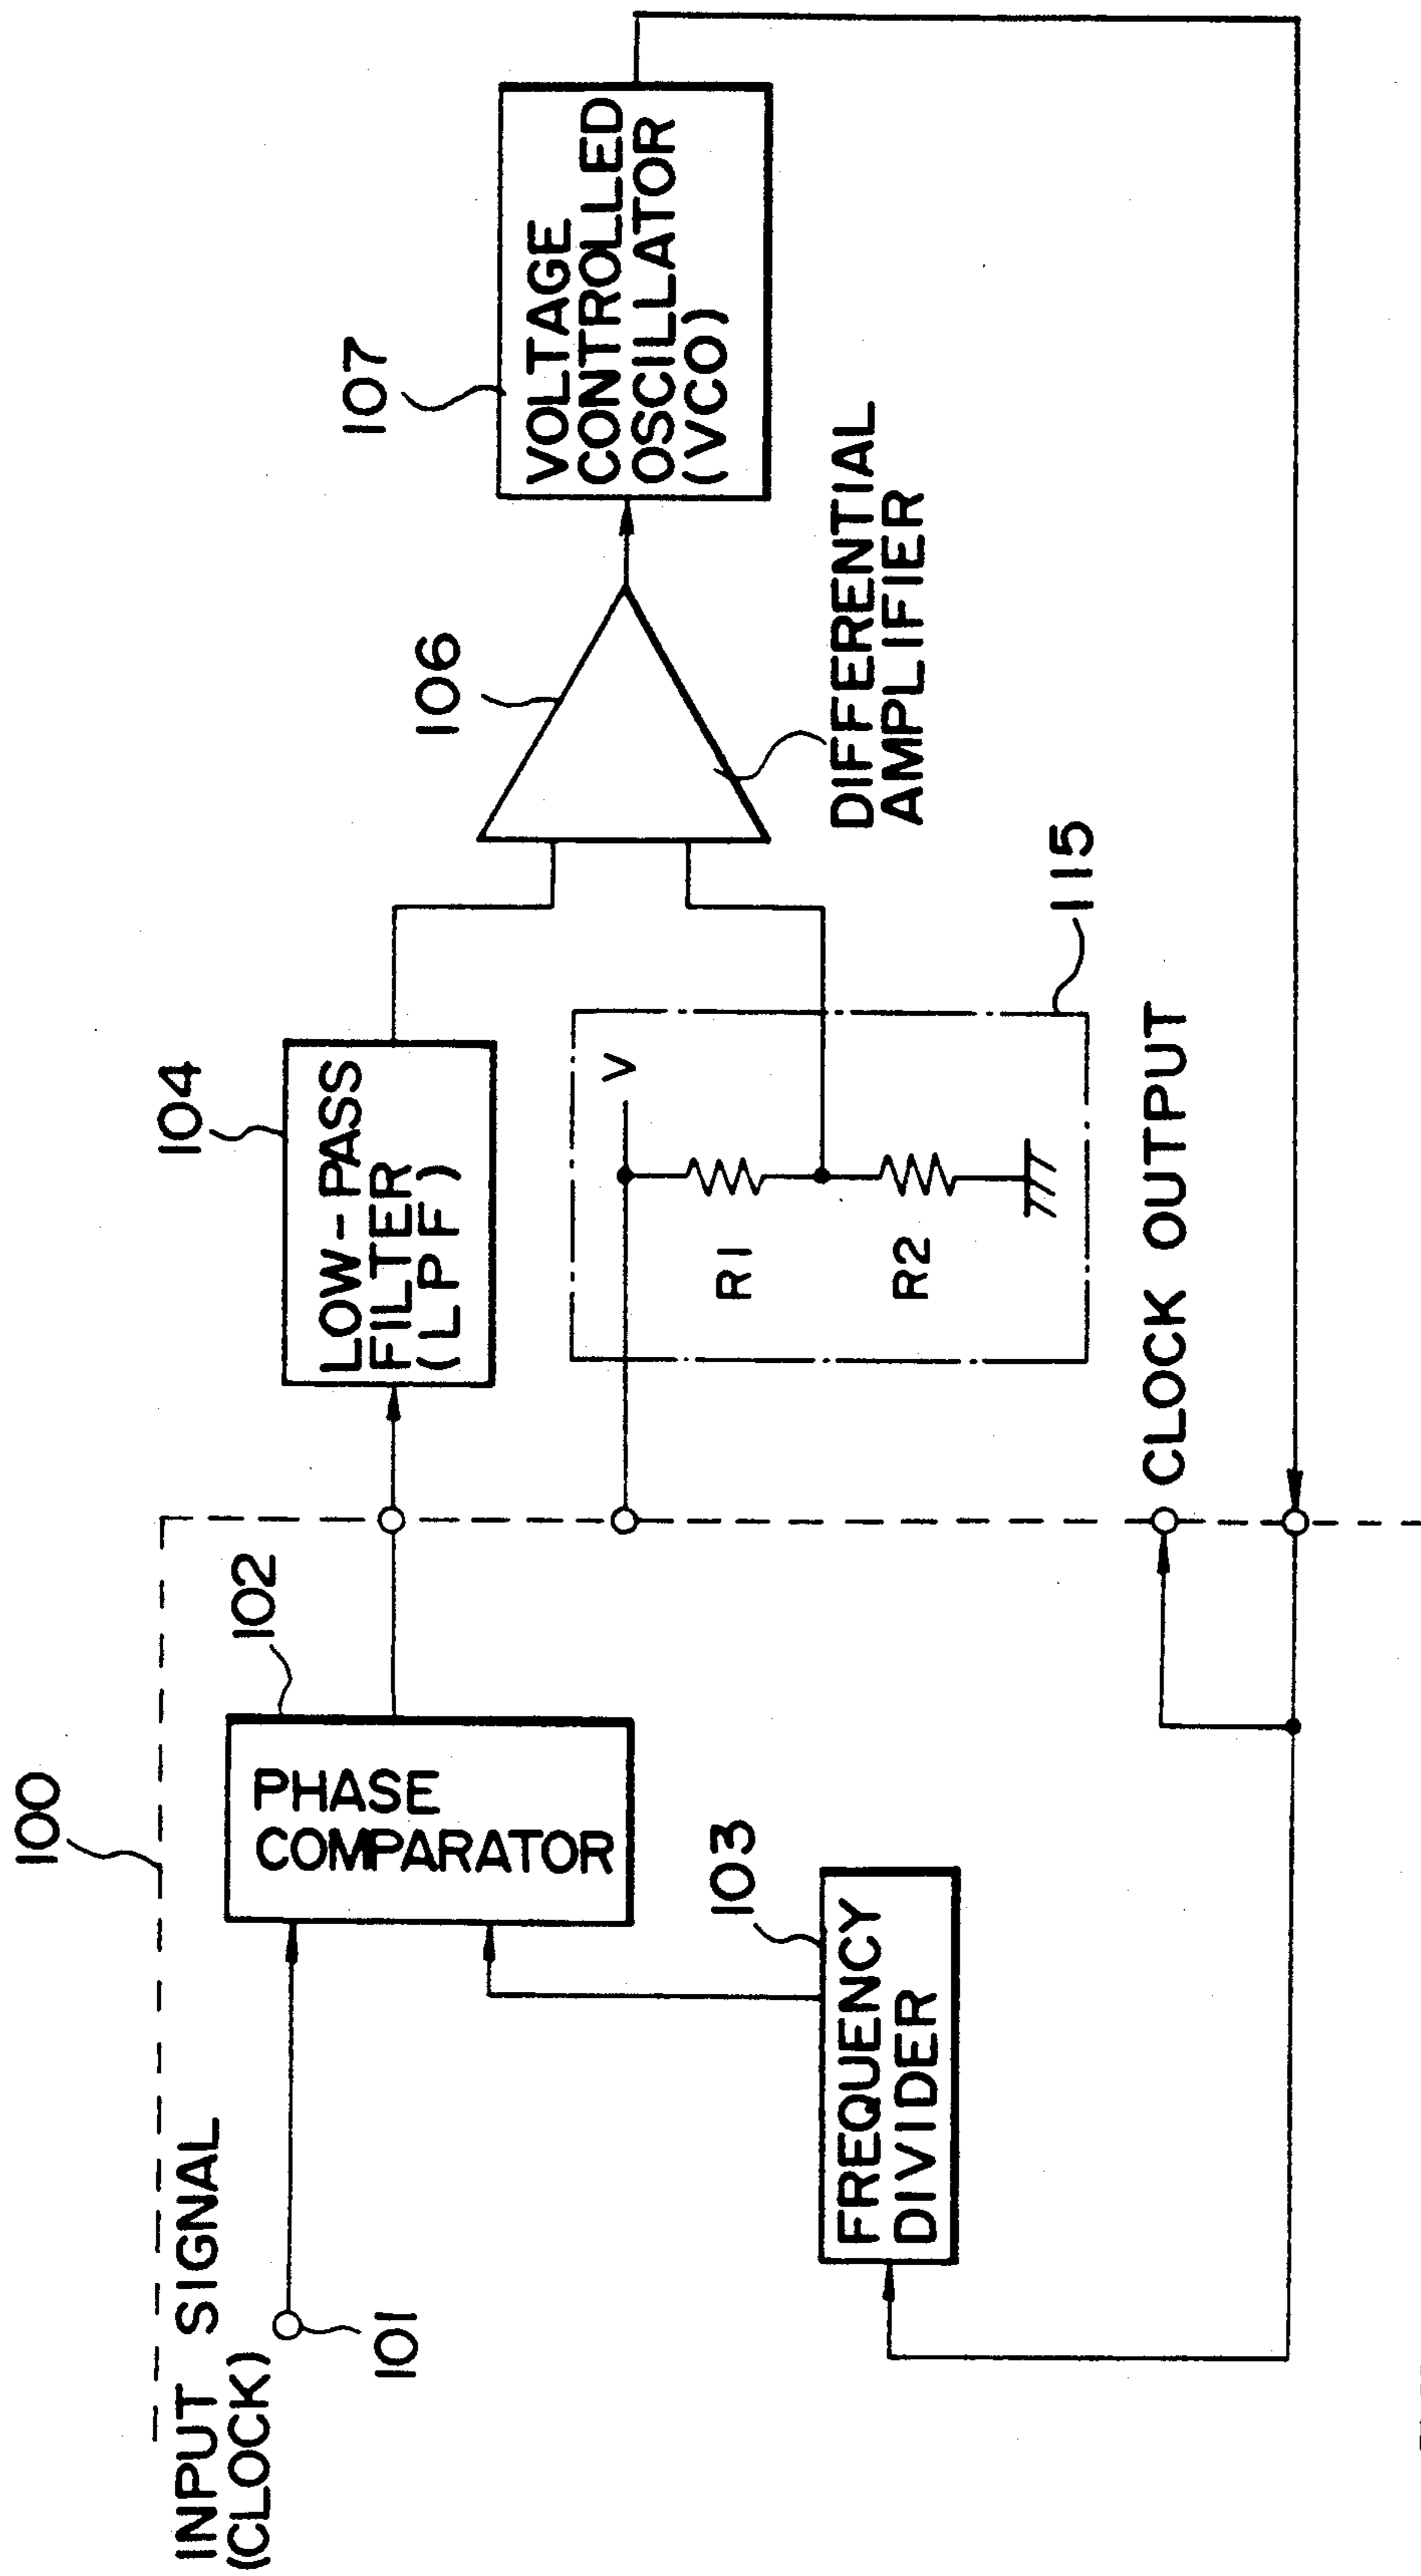 100
INPUT SIGNAL
(CLOCK)
101
PHASE
COMPARATOR
102
103
FREQUENCY
DIVIDER
104
LOW-PASS
FILTER
(LPF)
V
R1
R2
115
106
DIFFERENTIAL
AMPLIFIER
107
VOLTAGE
CONTROLLED
OSCILLATOR
(VCO)
CLOCK OUTPUT